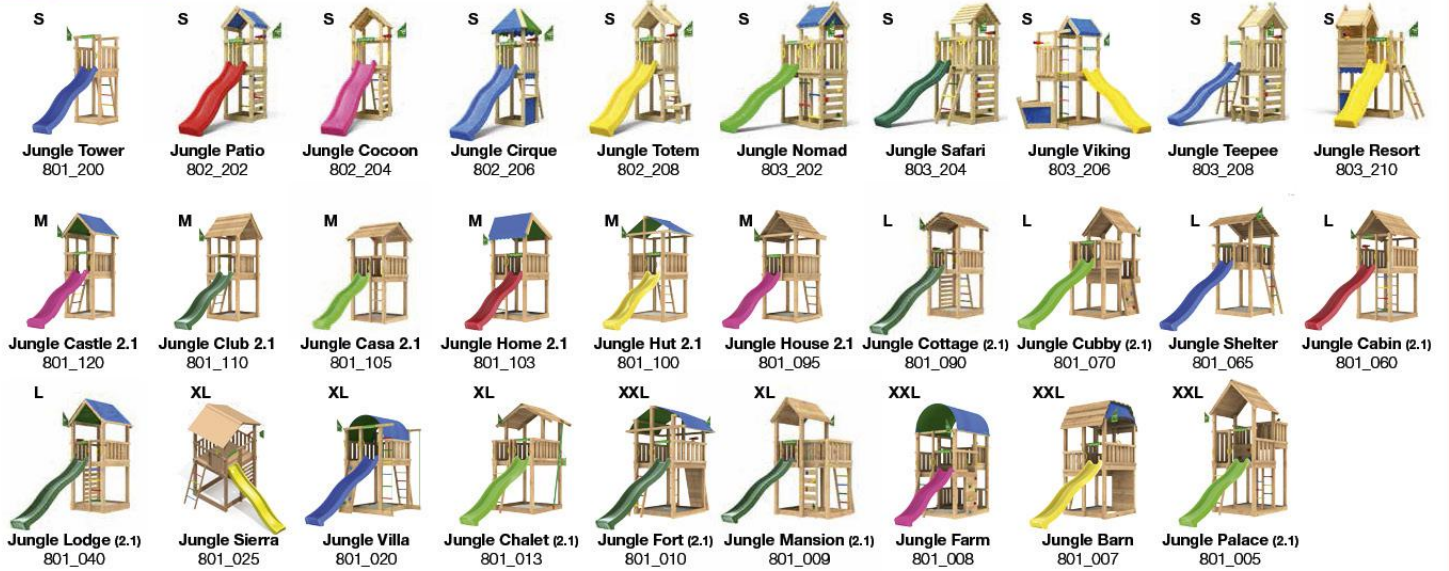 S S S S S S S S S S
Jungle Tower Jungle Patio Jungle Cocoon Jungle Cirque Jungle Totem Jungle Nomad Jungle Safari Jungle Viking Jungle Teepee Jungle Resort
801_200 802_202 802_204 802_206 802_208 803_202 803_204 803_206 803_208 803_210
M M M M M M L L L L
Jungle Castle 2.1 Jungle Club 2.1 Jungle Casa 2.1 Jungle Home 2.1 Jungle Hut 2.1 Jungle House 2.1 Jungle Cottage (2.1) Jungle Cubby (2.1) Jungle Shelter Jungle Cabin (2.1)
801_120 801_110 801_105 801_103 801_100 801_095 801_090 801_070 801_065 801_060
L XL XL XL XXL XL XXL XXL XXL
Jungle Lodge (2.1) Jungle Sierra Jungle Villa Jungle Chalet (2.1) Jungle Fort (2.1) Jungle Mansion (2.1) Jungle Farm Jungle Barn Jungle Palace (2.1)
801_040 801_025 801_020 801_013 801_010 801_009 801_008 801_007 801_005